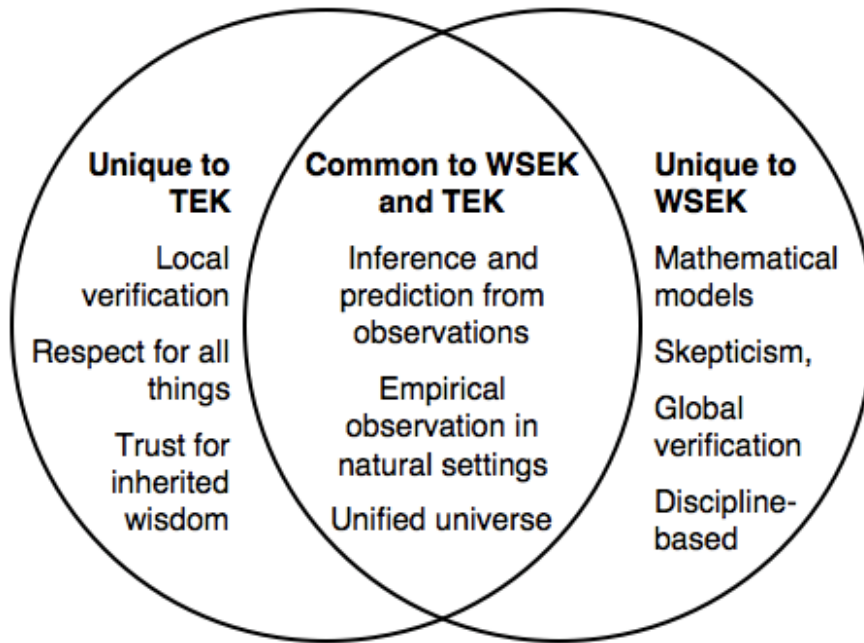 Unique to
TEK
Local
verification
Respect for all
things
Trust for
inherited
wisdom
Common to WSEK
and TEK
Inference and
prediction from
observations
Empirical
observation in
natural settings
Unified universe
Unique to
WSEK
Mathematical
models
Skepticism,
Global
verification
Discipline-
based